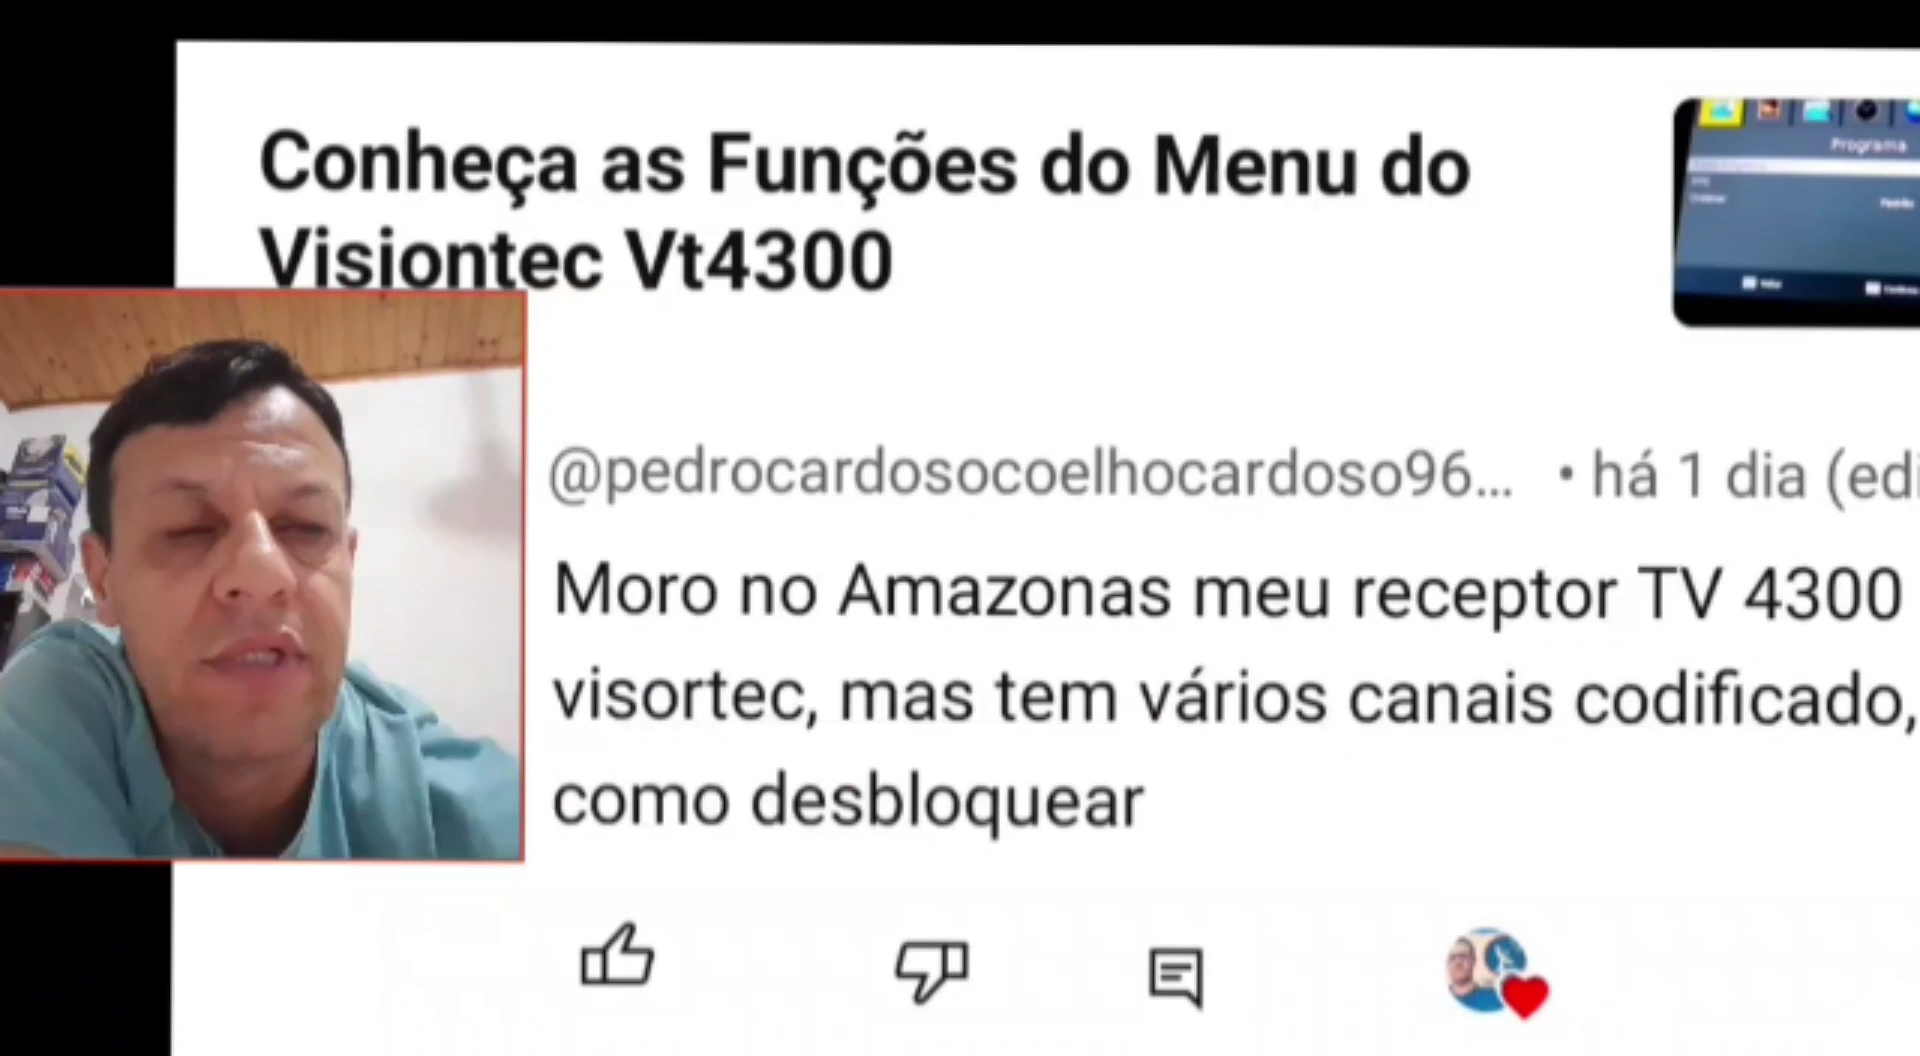 Conheça as Funções do Menu do
Visiontec Vt4300
Programa
@pedrocardosocoelhocardoso96... • há 1 dia (edi
Moro no Amazonas meu receptor TV 4300
visortec, mas tem vários canais codificado,
como desbloquear